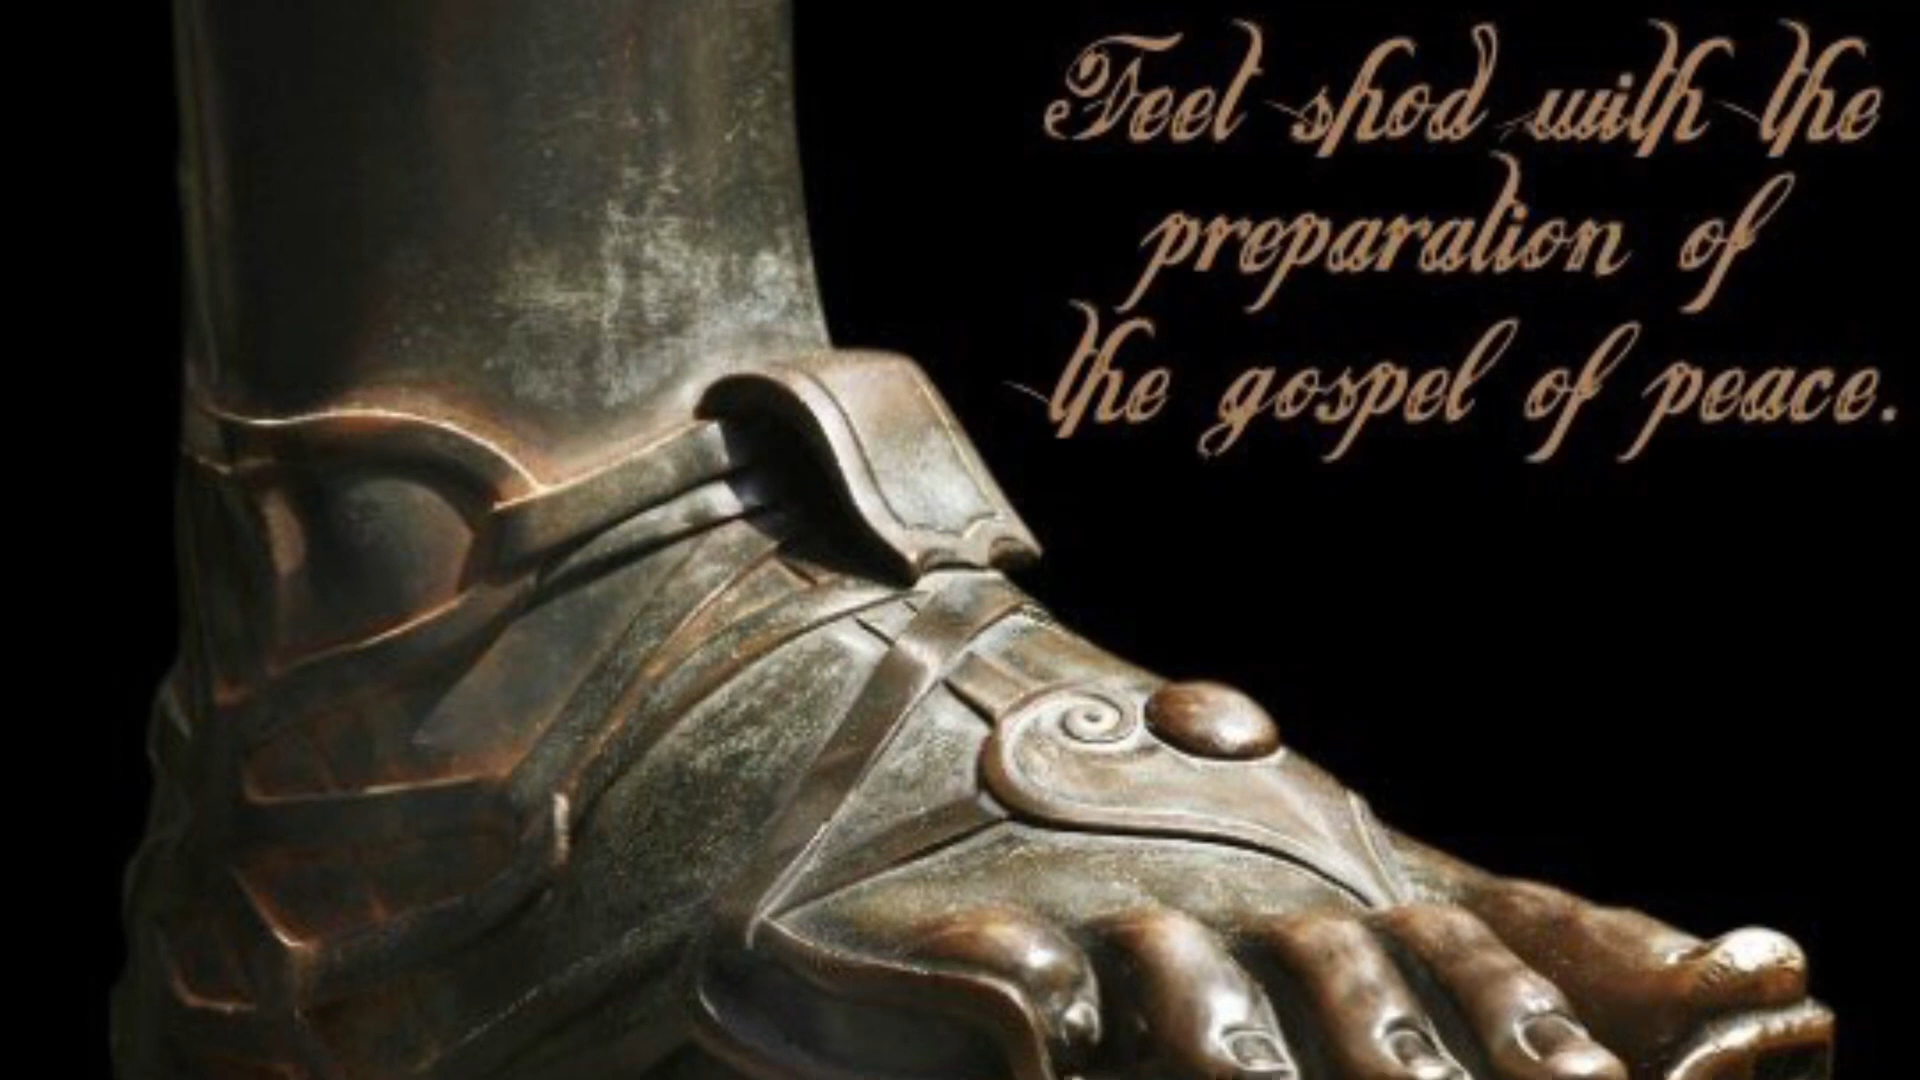 Feet shod with the
preparation of
the gospel of peace.